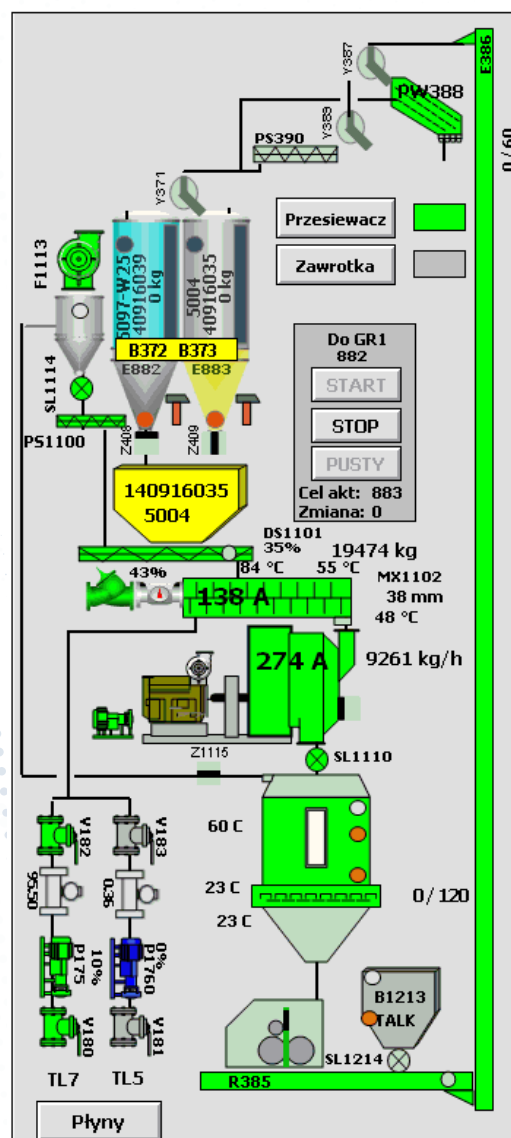 Y387
E386
PW388
Y389
PS390
0 / 60
Y371
Przesiewacz
F1113
Zawrotka
5097-W25
40916039
0 kg
5004
40916035
0 kg
B372 B373
E882 E883
Do GR1
882
START
STOP
PUSTY
Cel akt: 883
Zmiana: 0
SL1114
Z408
Z409
PS1100
140916035
5004
DS1101
35%
19474 kg
43%
84 °C
55 °C
MX1102
138 A
38 mm
48 °C
274 A
9261 kg/h
Z1115
SL1110
60 C
V182
V183
23 C
0 / 120
23 C
95.50
0.36
10%
P175
0%
P1760
B1213
TALK
V180
V181
SL1214
TL7
TL5
R385
Płyny